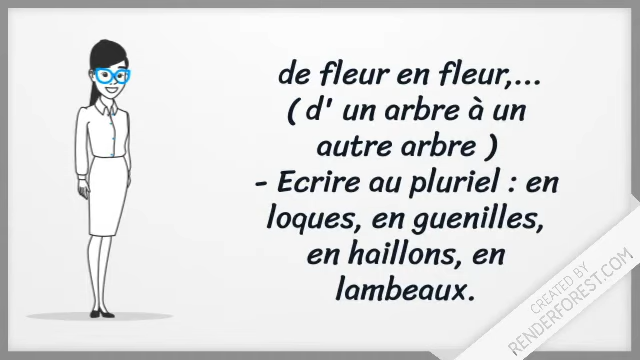 de fleur en fleur,...
( d' un arbre à un
autre arbre )
- Ecrire au pluriel : en
loques, en guenilles,
en haillons, en
lambeaux.
CREATED BY
RENDERFOREST.COM